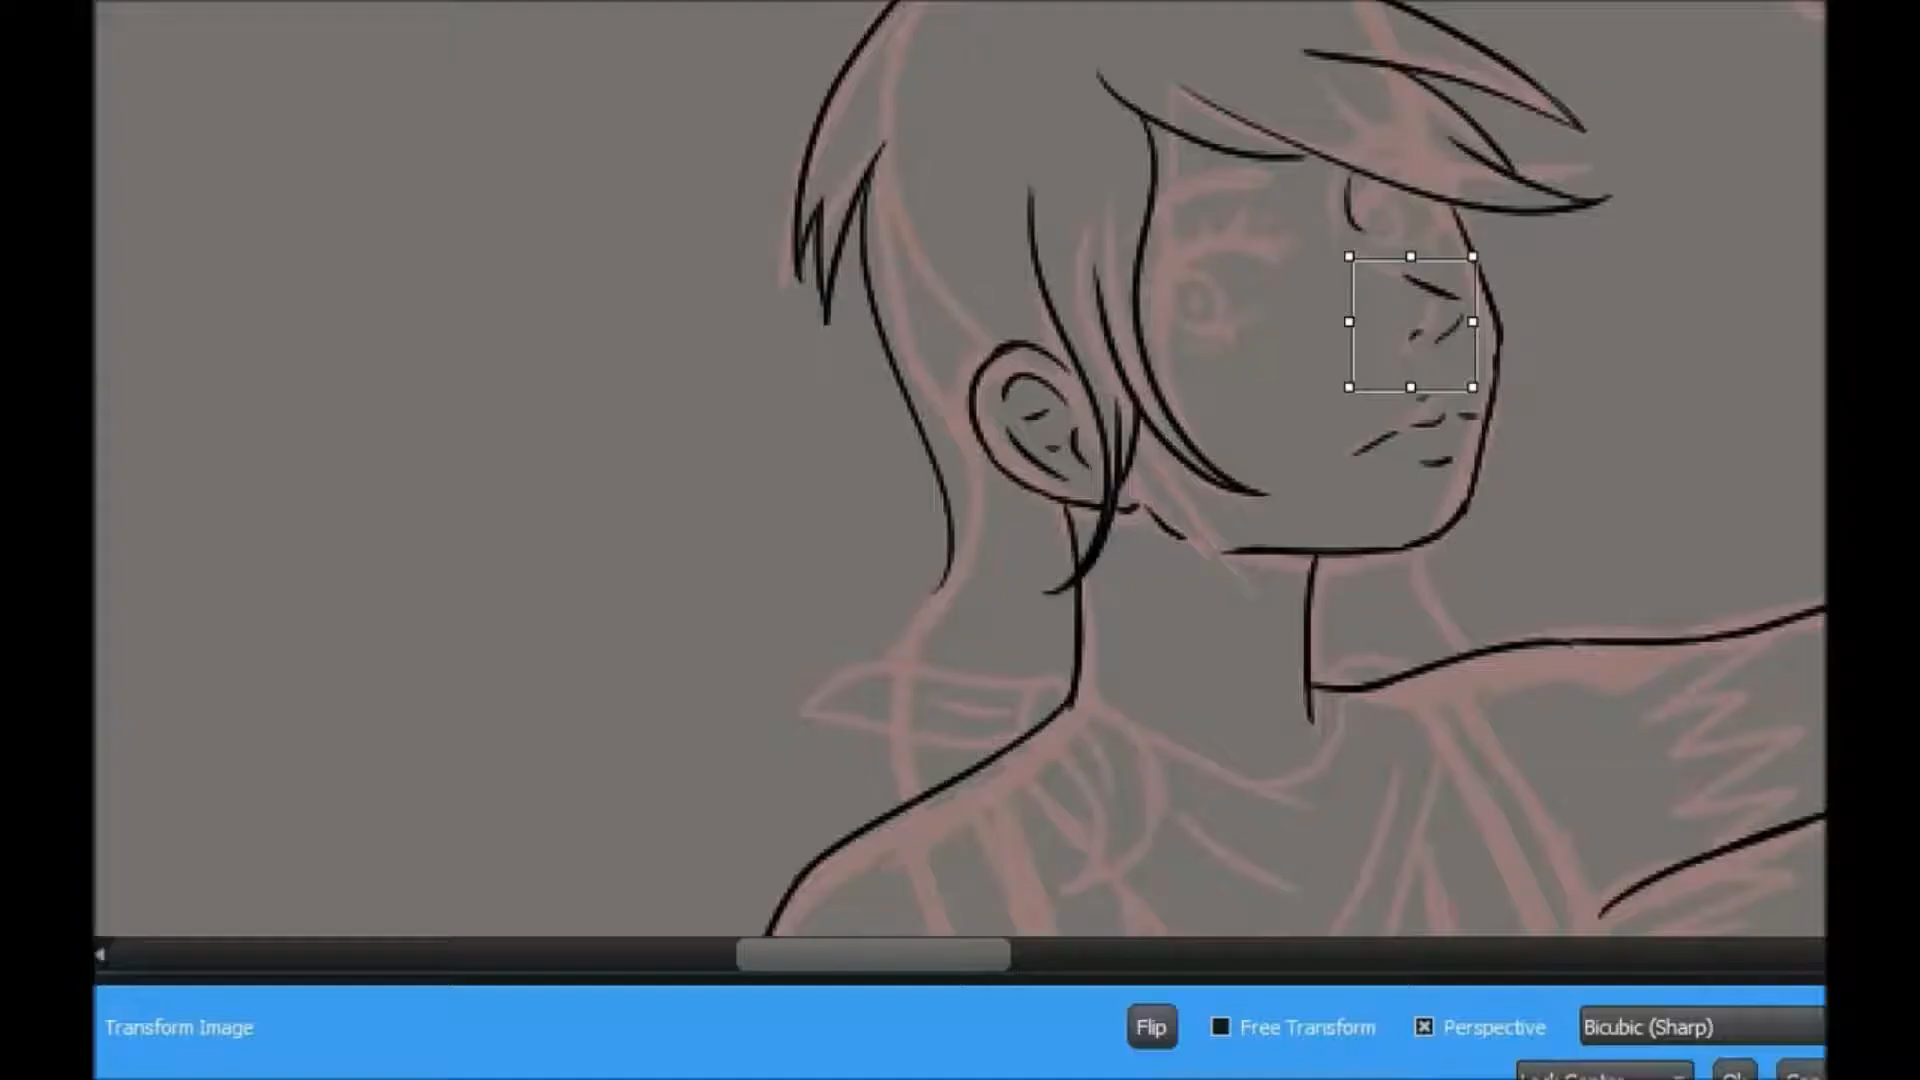 Transform Image
Flip
Free Transform
Perspective
Bicubic (Sharp)